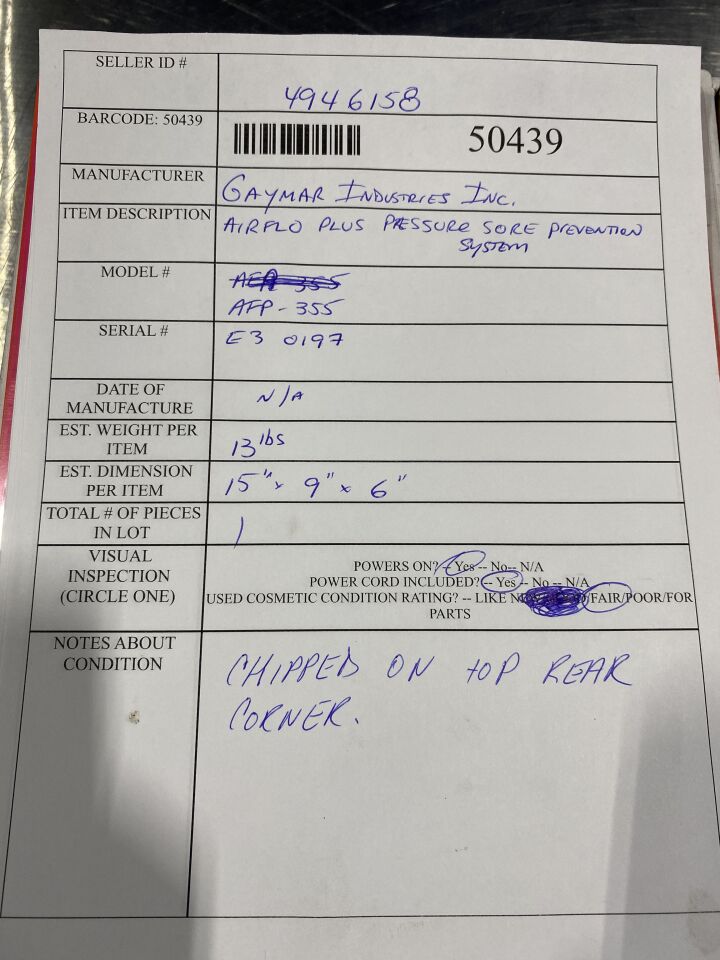 SELLER ID #
4946158
BARCODE: 50439
50439
MANUFACTURER
GAYMAR INDUSTRIES INC.
ITEM DESCRIPTION
AIRFLO PLUS PRESSURE SORE PREVENTION
SYSTEM
MODEL #
AFP-355
SERIAL #
E3 0197
DATE OF
MANUFACTURE
N/A
EST. WEIGHT PER
ITEM
13 lbs
EST. DIMENSION
PER ITEM
15" x 9" x 6"
TOTAL # OF PIECES
IN LOT
1
VISUAL
INSPECTION
(CIRCLE ONE)
POWERS ON? -- Yes -- No -- N/A
POWER CORD INCLUDED? -- Yes -- No -- N/A
USED COSMETIC CONDITION RATING? -- LIKE /FAIR/POOR/FOR
PARTS
NOTES ABOUT
CONDITION
CHIPPED ON TOP REAR
CORNER.